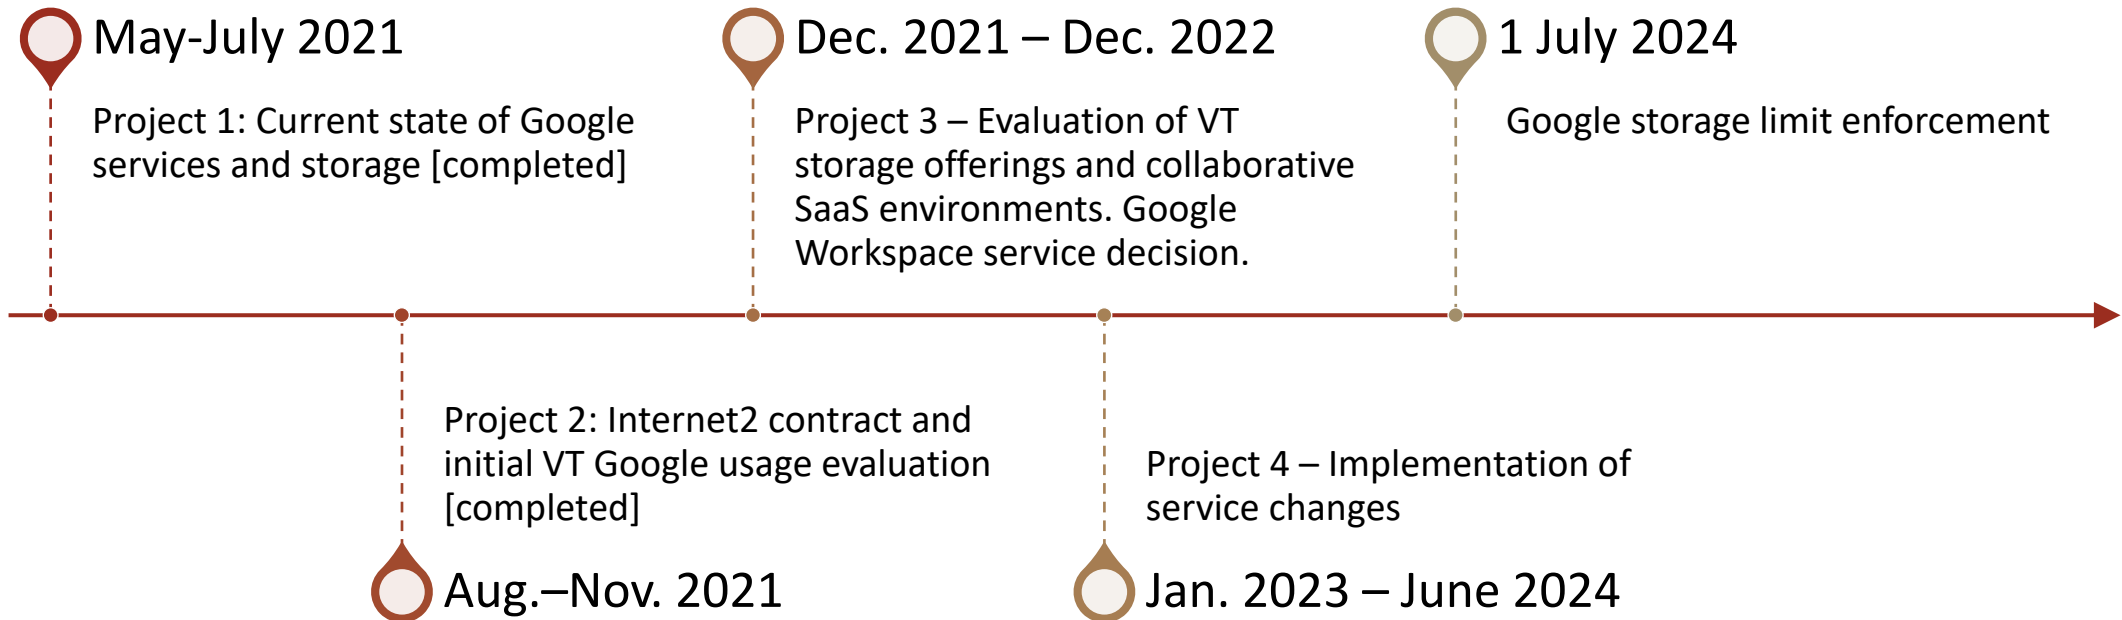 May-July 2021
Project 1: Current state of Google
services and storage [completed]
Aug.–Nov. 2021
Project 2: Internet2 contract and
initial VT Google usage evaluation
[completed]
Dec. 2021 – Dec. 2022
Project 3 – Evaluation of VT
storage offerings and collaborative
SaaS environments. Google
Workspace service decision.
Jan. 2023 – June 2024
Project 4 – Implementation of
service changes
1 July 2024
Google storage limit enforcement